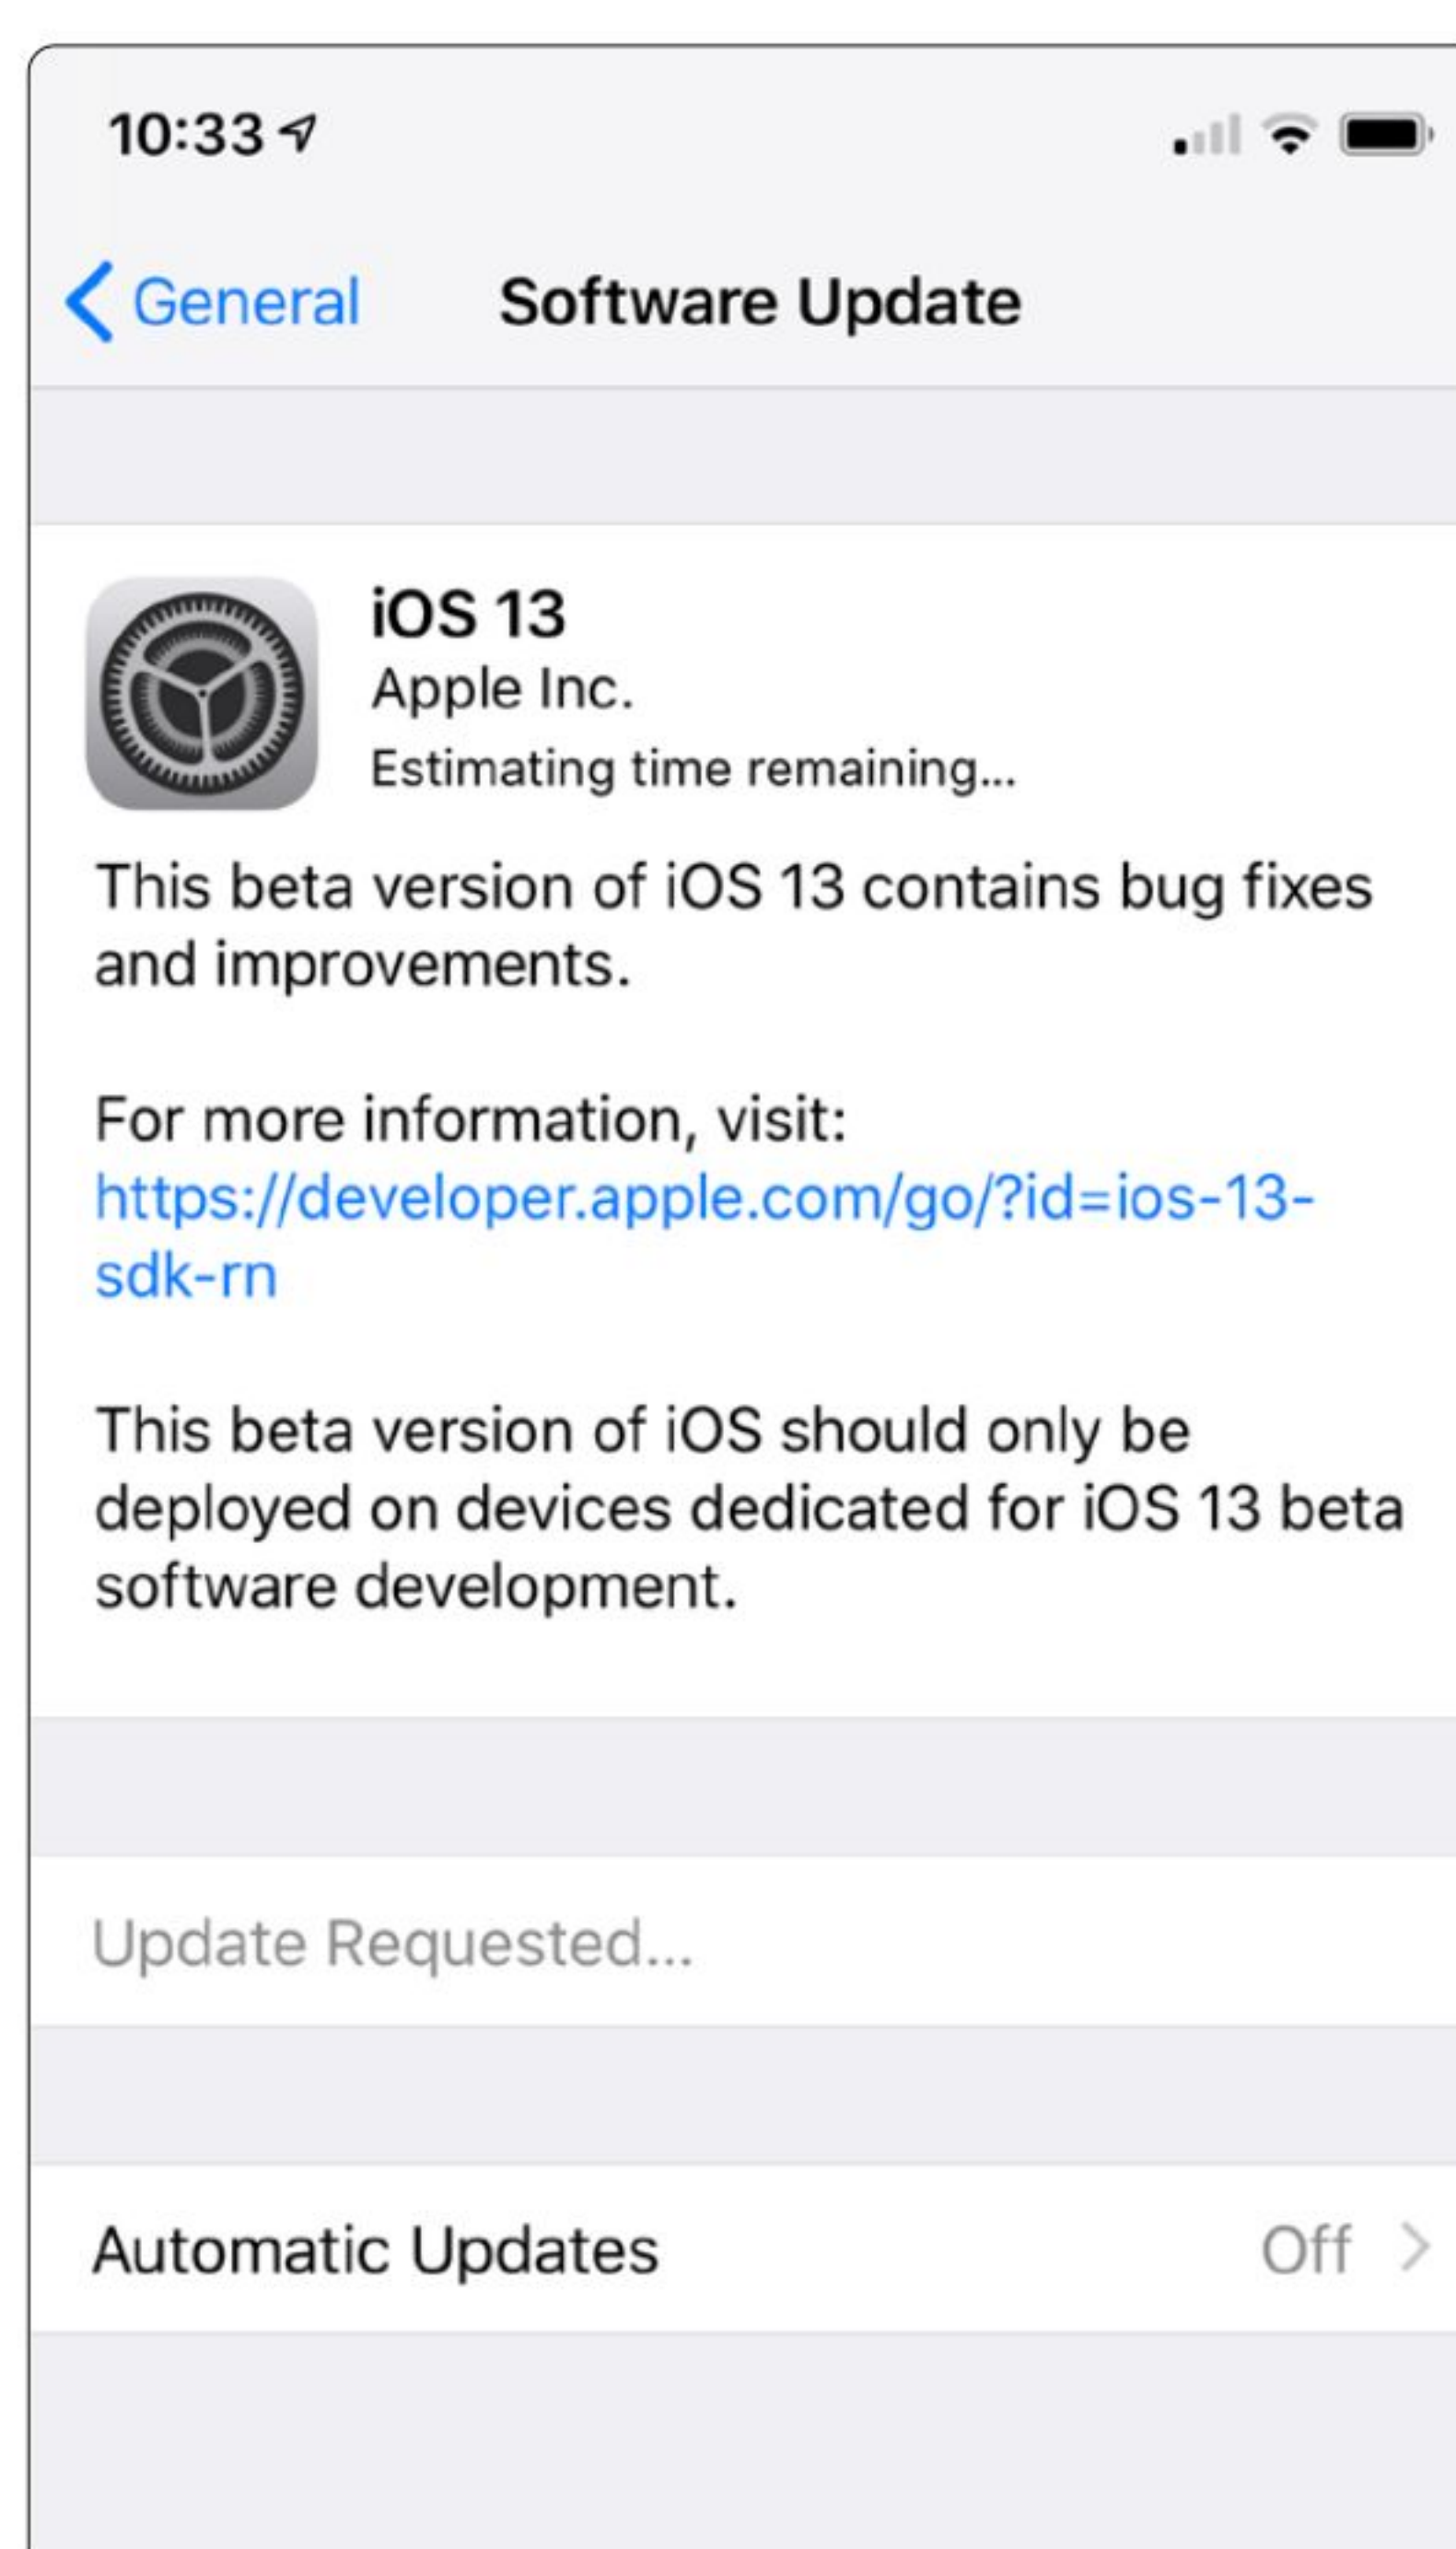 10:33
General
Software Update
iOS 13
Apple Inc.
Estimating time remaining...
This beta version of iOS 13 contains bug fixes
and improvements.
For more information, visit:
https://developer.apple.com/go/?id=ios-13-
sdk-rn
This beta version of iOS should only be
deployed on devices dedicated for iOS 13 beta
software development.
Update Requested...
Automatic Updates
Off